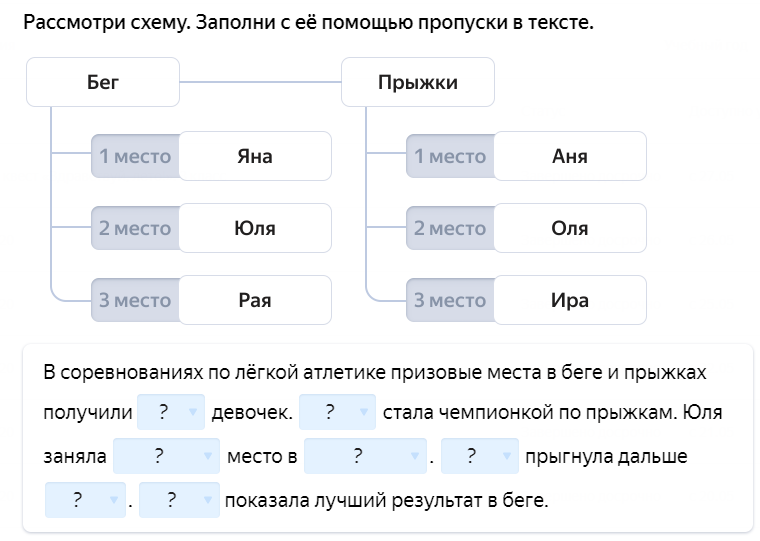 Рассмотри схему. Заполни с её помощью пропуски в тексте.
Бег
Прыжки
1 место Яна
1 место Аня
2 место Юля
2 место Оля
3 место Рая
3 место Ира
В соревнованиях по лёгкой атлетике призовые места в беге и прыжках
получили ? девочек. ? стала чемпионкой по прыжкам. Юля
заняла ? место в ? . ? прыгнула дальше
? . ? показала лучший результат в беге.